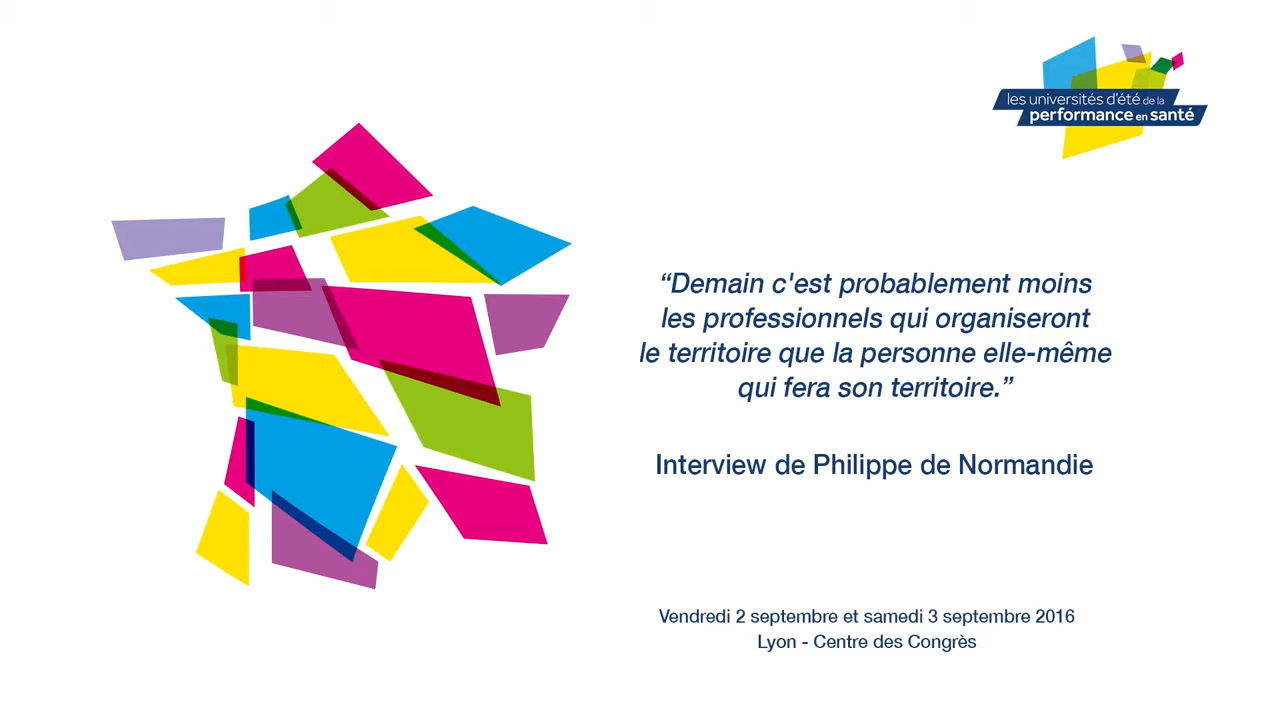 les universités d'été de la
performance en santé
“Demain c'est probablement moins
les professionnels qui organiseront
le territoire que la personne elle-même
qui fera son territoire.”
Interview de Philippe de Normandie
Vendredi 2 septembre et samedi 3 septembre 2016
Lyon - Centre des Congrès